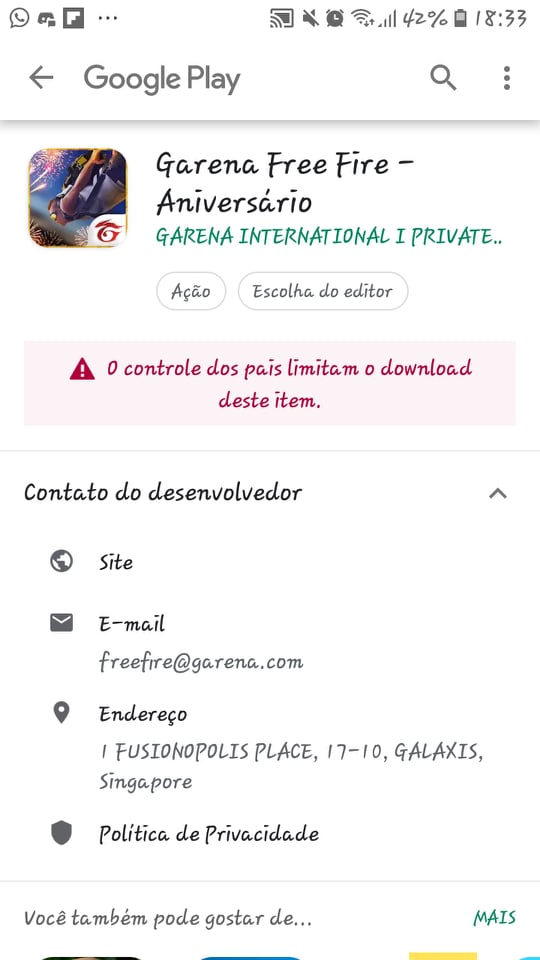 42% 18:33
Google Play
Garena Free Fire -
Aniversário
GARENA INTERNATIONAL I PRIVATE..
Ação
Escolha do editor
O controle dos pais limitam o download
deste item.
Contato do desenvolvedor
Site
E-mail
freefire@garena.com
Endereço
1 FUSIONOPOLIS PLACE, 17-10, GALAXIS,
Singapore
Política de Privacidade
Você também pode gostar de...
MAIS